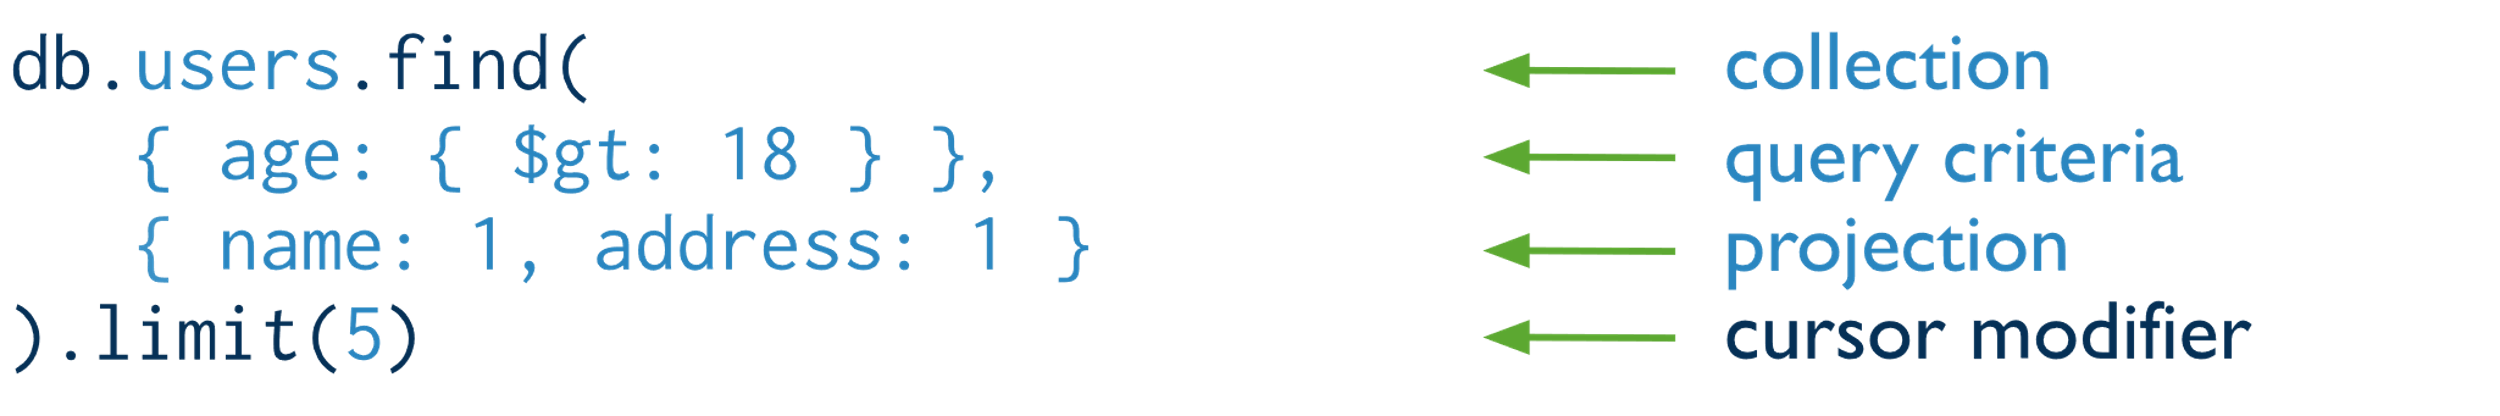 db.users.find( collection
{ age: { $gt: 18 } }, query criteria
{ name: 1, address: 1 } projection
).limit(5) cursor modifier